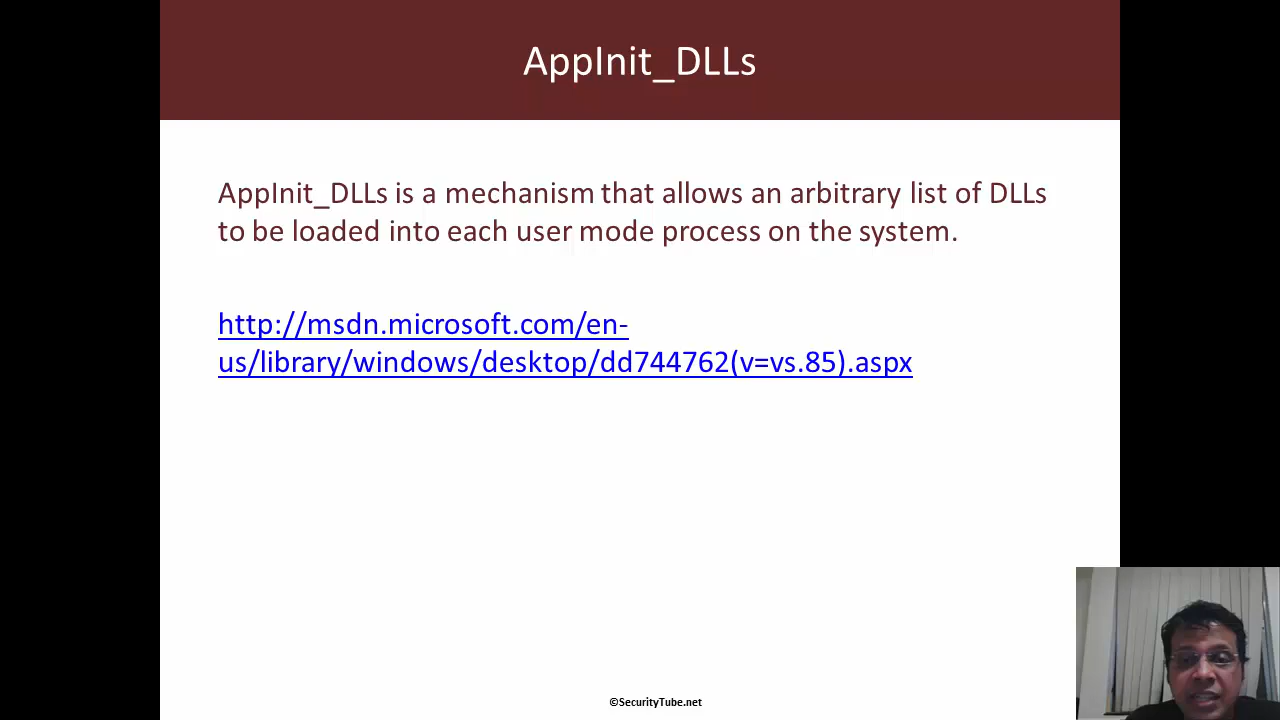 AppInit_DLLs
AppInit_DLLs is a mechanism that allows an arbitrary list of DLLs
to be loaded into each user mode process on the system.
http://msdn.microsoft.com/en-
us/library/windows/desktop/dd744762(v=vs.85).aspx
©SecurityTube.net